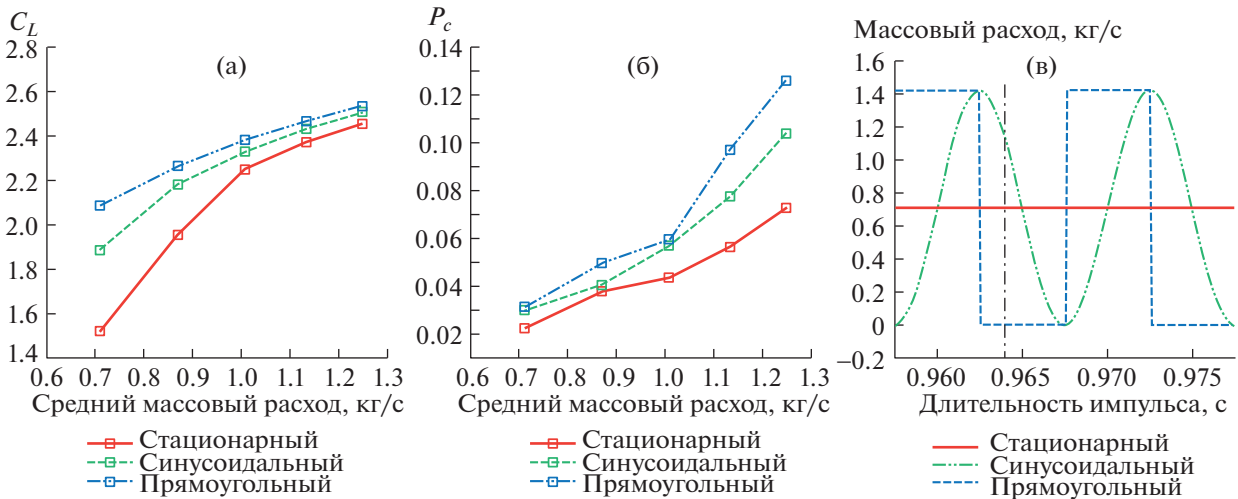 C_L
2.8
2.6
2.4
2.2
2.0
1.8
1.6
1.4
(а)
0.6 0.7 0.8 0.9 1.0 1.1 1.2 1.3
Средний массовый расход, кг/с
Стационарный
Синусоидальный
Прямоугольный
P_c
0.14
0.12
0.10
0.08
0.06
0.04
0.02
(б)
0.6 0.7 0.8 0.9 1.0 1.1 1.2 1.3
Средний массовый расход, кг/с
Стационарный
Синусоидальный
Прямоугольный
Массовый расход, кг/с
1.6
1.4
1.2
1.0
0.8
0.6
0.4
0.2
0
–0.2
(в)
0.960 0.965 0.970 0.975
Длительность импульса, с
Стационарный
Синусоидальный
Прямоугольный